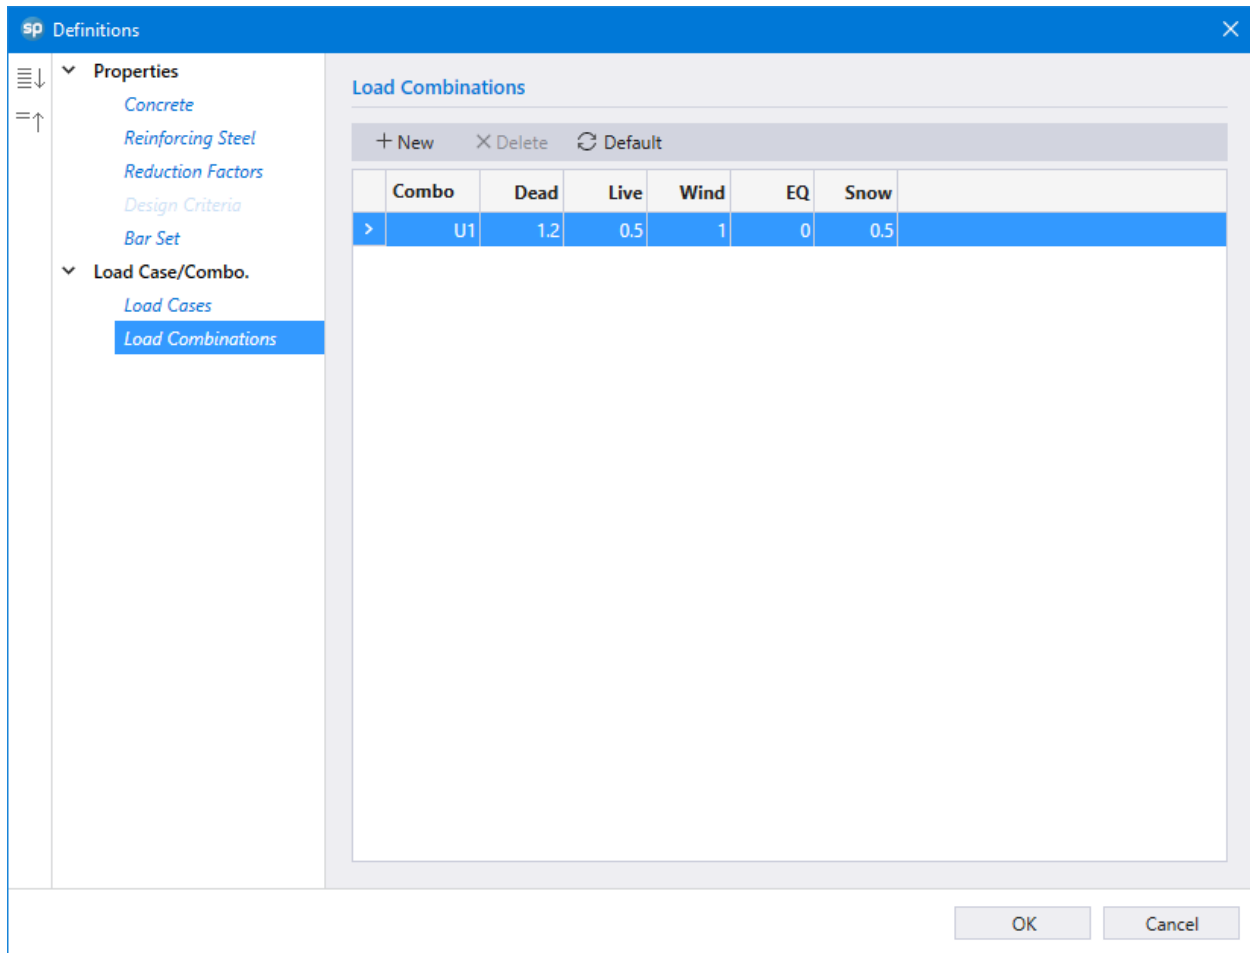 sp Definitions
Properties
Concrete
Reinforcing Steel
Reduction Factors
Design Criteria
Bar Set
Load Case/Combo.
Load Cases
Load Combinations
Load Combinations
New Delete Default
Combo Dead Live Wind EQ Snow
U1 1.2 0.5 1 0 0.5
OK Cancel